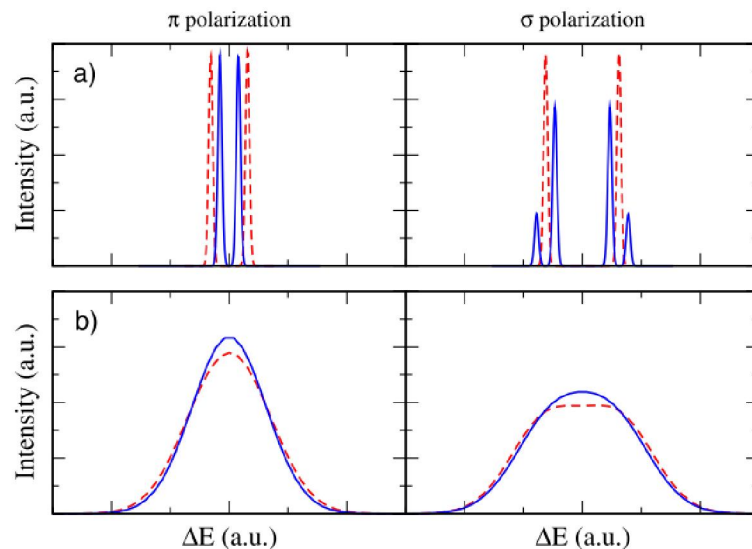 π polarization
σ polarization
a)
Intensity (a.u.)
b)
Intensity (a.u.)
ΔE (a.u.)
ΔE (a.u.)